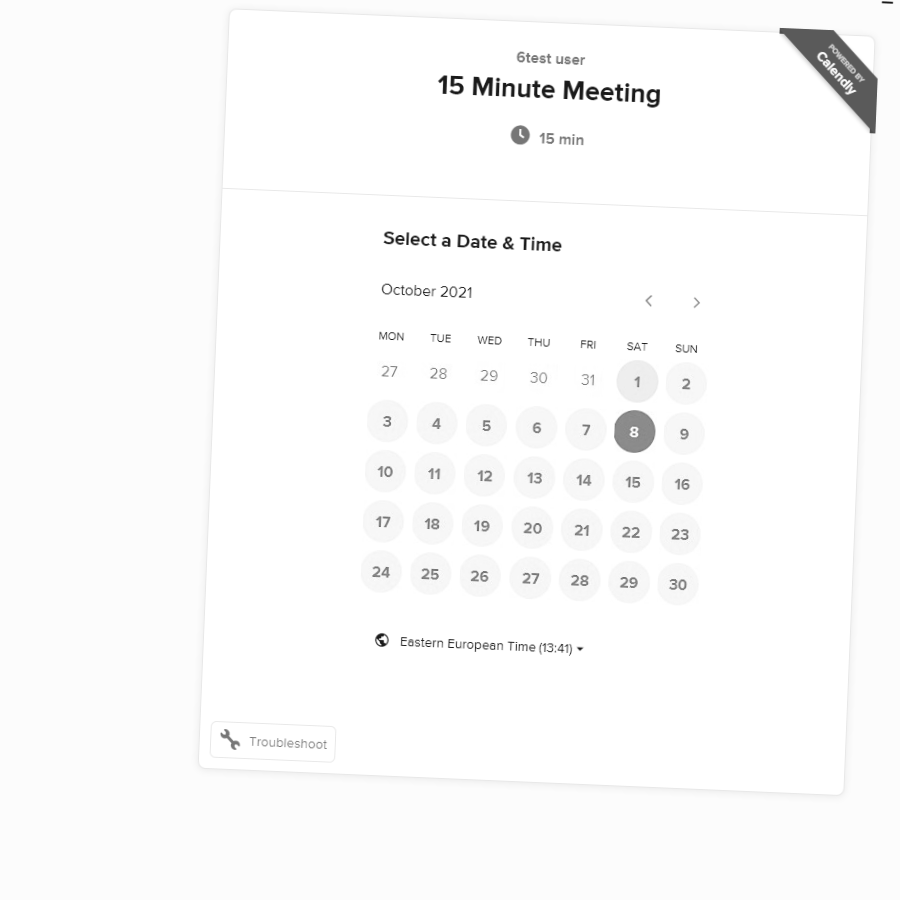 POWERED BY
Calendly
6test user
15 Minute Meeting
15 min
Select a Date & Time
October 2021
MON TUE WED THU FRI SAT SUN
27 28 29 30 31 1 2
3 4 5 6 7 8 9
10 11 12 13 14 15 16
17 18 19 20 21 22 23
24 25 26 27 28 29 30
Eastern European Time (13:41)
Troubleshoot